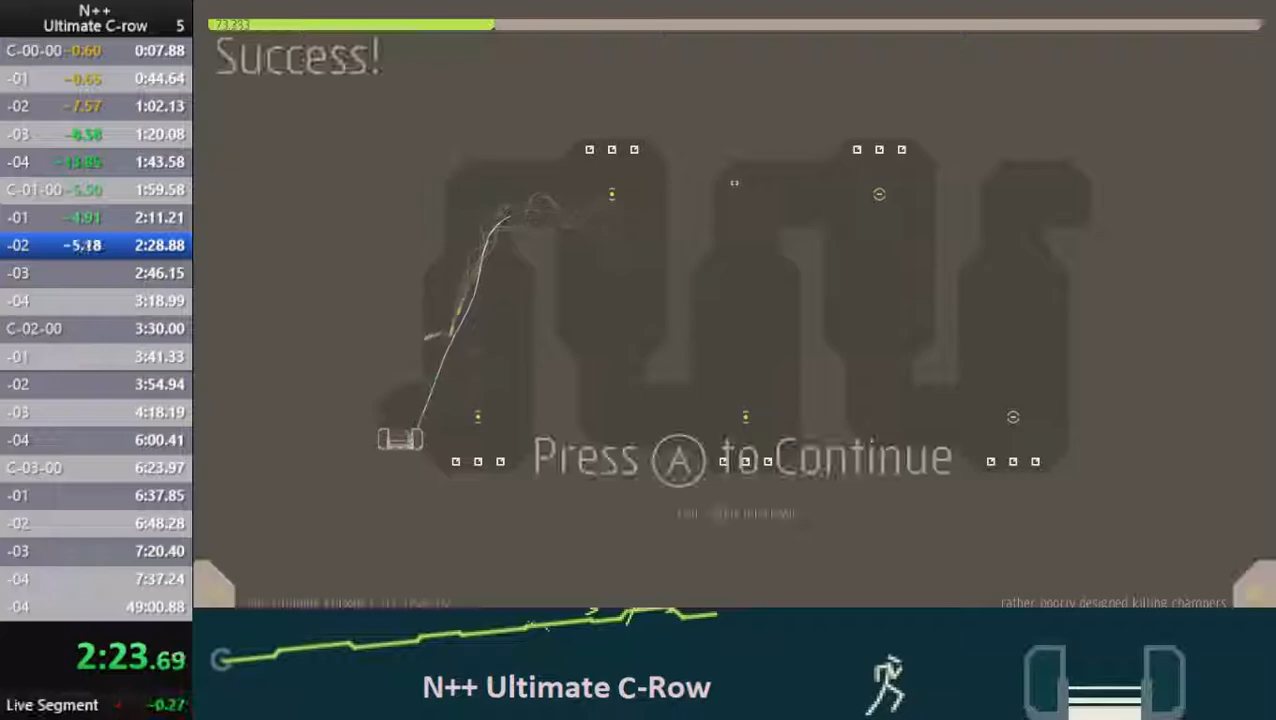 N++
Ultimate C-row 5
C-00-00 -0.60 0:07.88
-01 -0.65 0:44.64
-02 -7.57 1:02.13
-03 -8.58 1:20.08
-04 -13.85 1:43.58
C-01-00 -5.90 1:59.58
-01 -4.91 2:11.21
-02 -5.18 2:28.88
-03 2:46.15
-04 3:18.99
C-02-00 3:30.00
-01 3:41.33
-02 3:54.94
-03 4:18.19
-04 6:00.41
C-03-00 6:23.97
-01 6:37.85
-02 6:48.28
-03 7:20.40
-04 7:37.24
-04 49:00.88
2:23.69
Live Segment -0.27
73.383
Success!
Press A to Continue
rather poorly designed killing champers
N++ Ultimate C-Row